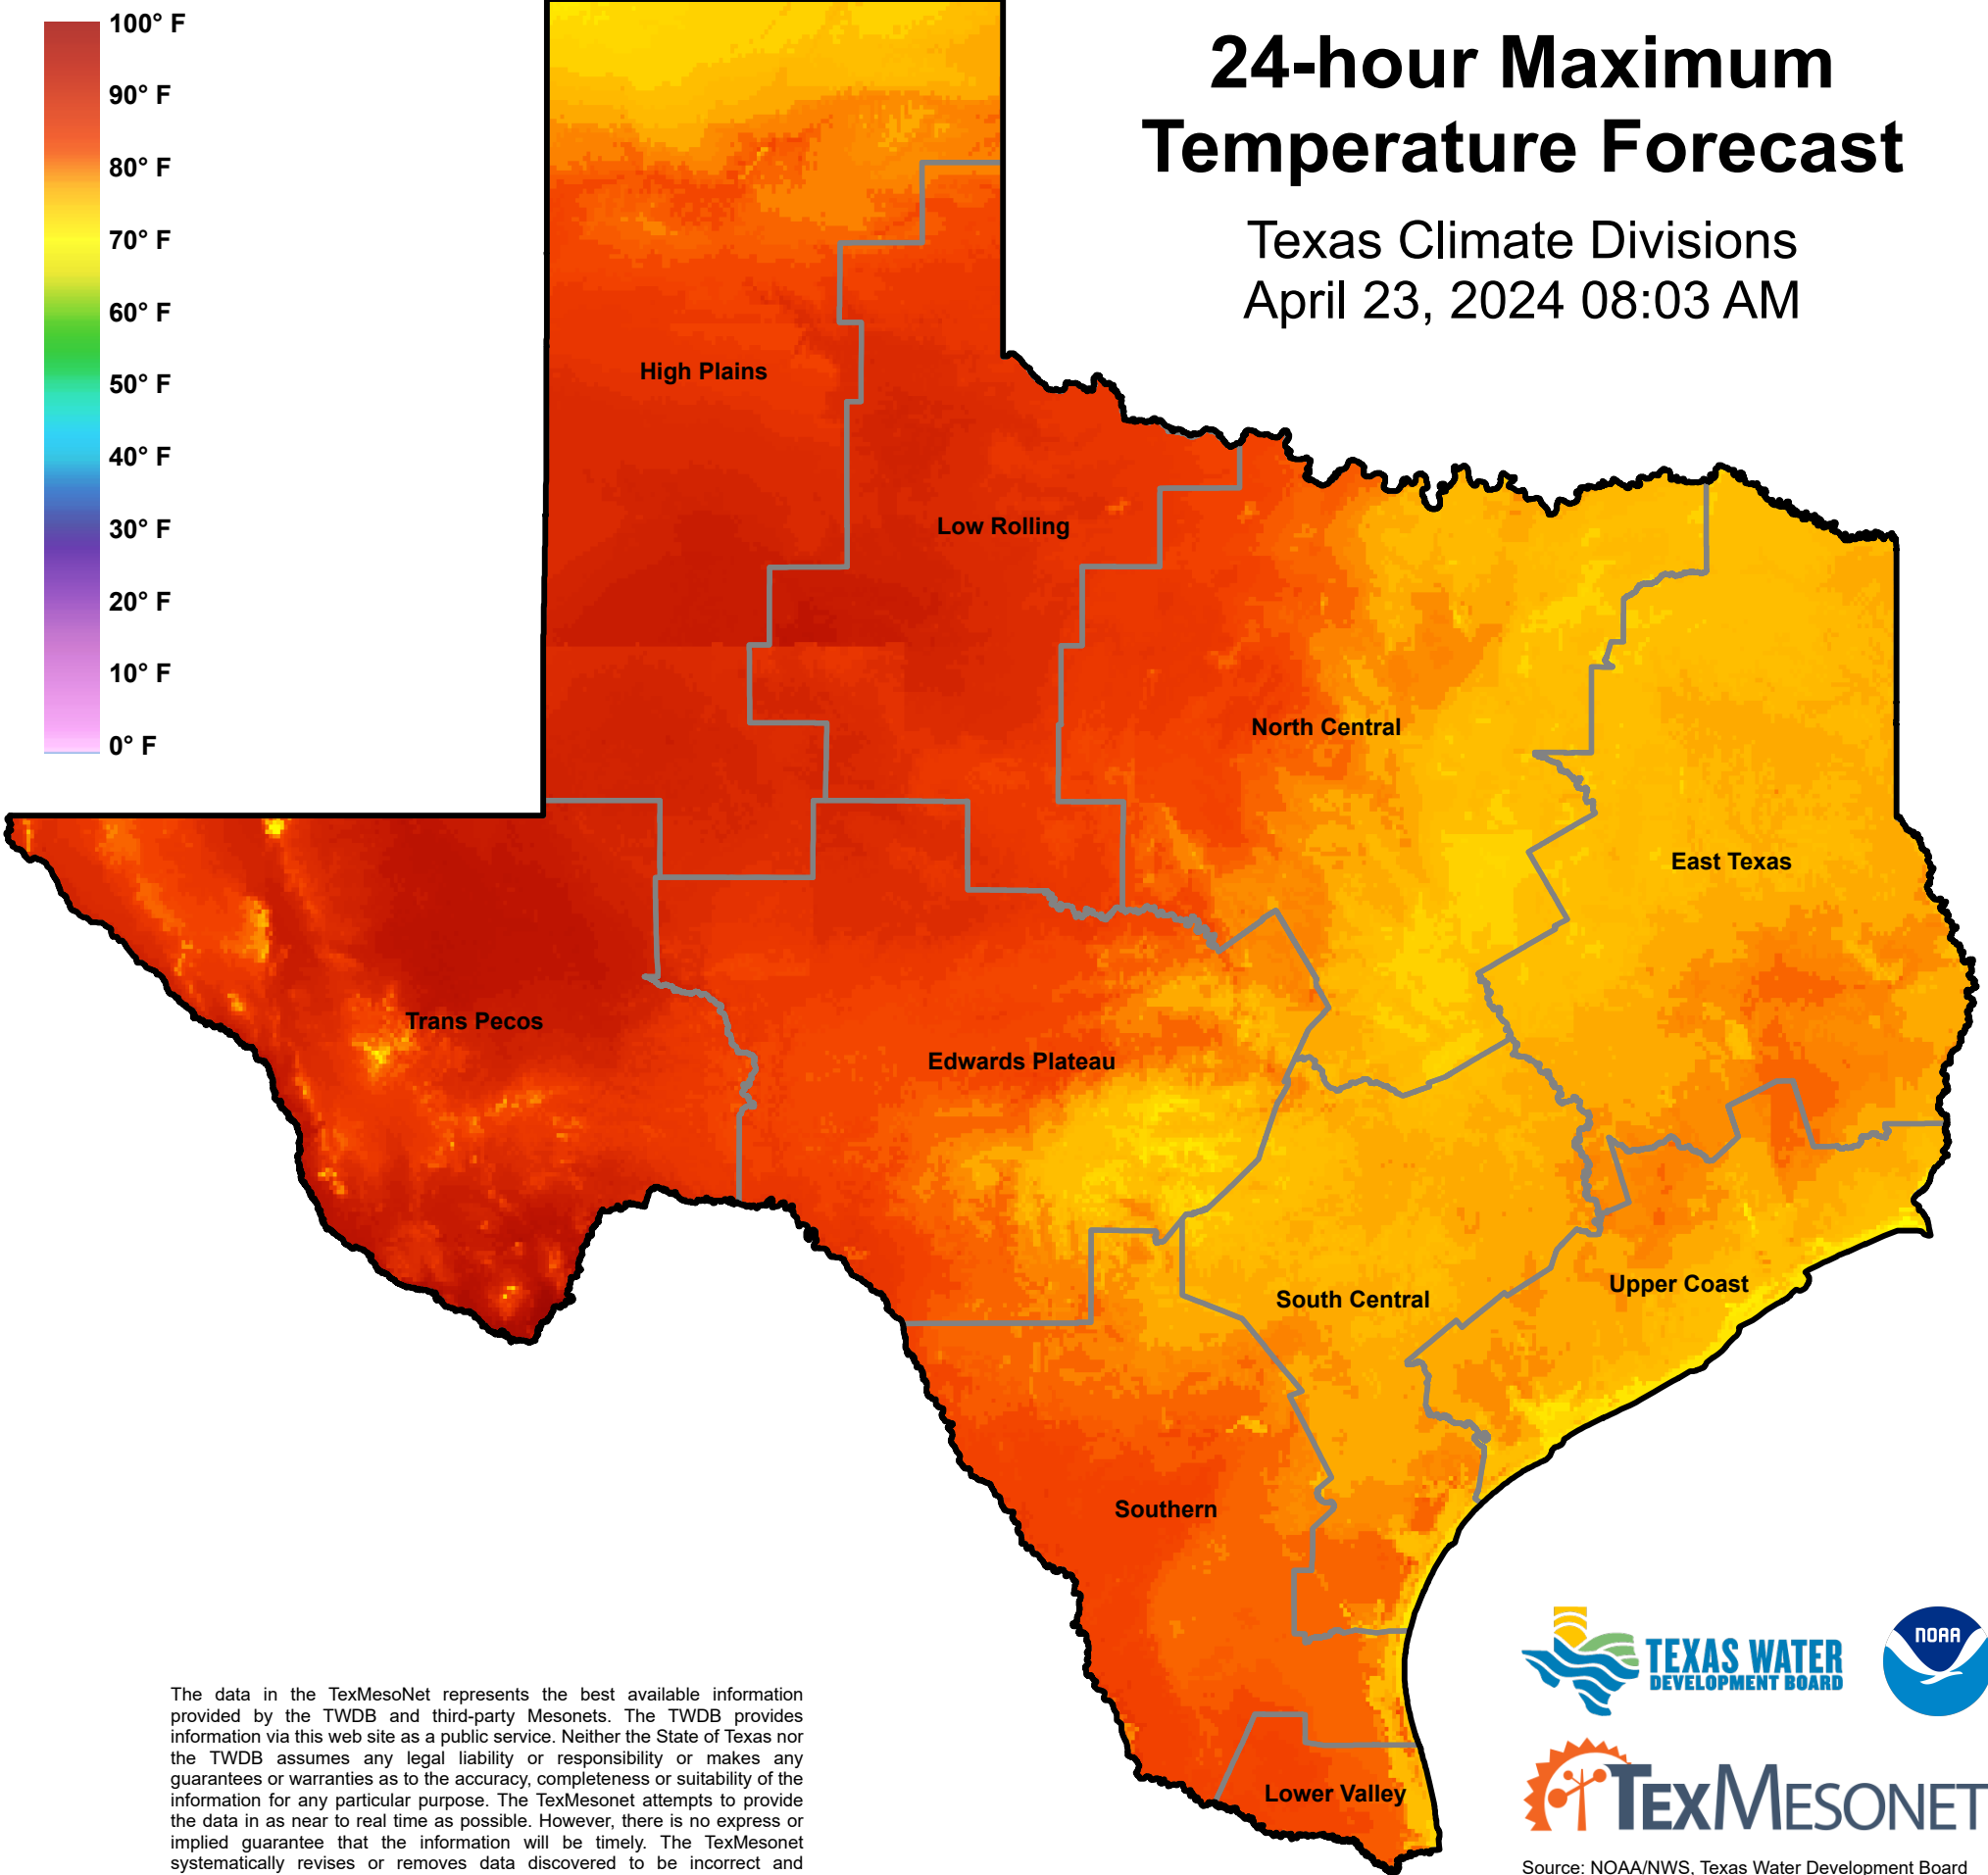 100° F
90° F
80° F
70° F
60° F
50° F
40° F
30° F
20° F
10° F
0° F
24-hour Maximum
Temperature Forecast
Texas Climate Divisions
April 23, 2024 08:03 AM
High Plains
Low Rolling
North Central
East Texas
Trans Pecos
Edwards Plateau
South Central
Upper Coast
Southern
Lower Valley
The data in the TexMesoNet represents the best available information
provided by the TWDB and third-party Mesonets. The TWDB provides
information via this web site as a public service. Neither the State of Texas nor
the TWDB assumes any legal liability or responsibility or makes any
guarantees or warranties as to the accuracy, completeness or suitability of the
information for any particular purpose. The TexMesonet attempts to provide
the data in as near to real time as possible. However, there is no express or
implied guarantee that the information will be timely. The TexMesonet
systematically revises or removes data discovered to be incorrect and
TEXAS WATER
DEVELOPMENT BOARD
NOAA
TEXMESONET
Source: NOAA/NWS, Texas Water Development Board